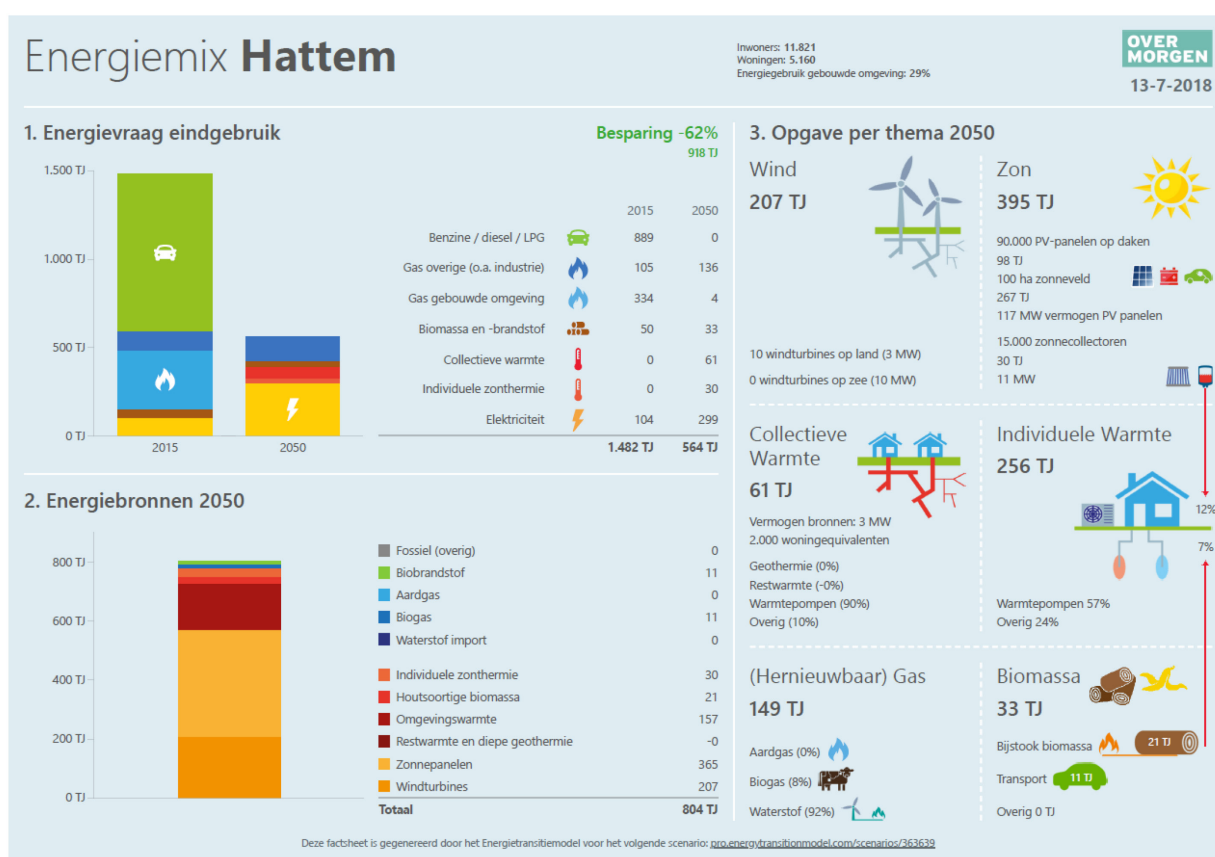 Energiemix Hattem
Inwoners: 11.821
Woningen: 5.160
Energiegebruik gebouwde omgeving: 29%
OVER
MORGEN
13-7-2018
1. Energievraag eindgebruik
Besparing -62%
918 TJ
1.500 TJ
1.000 TJ
500 TJ
0 TJ
2015
2050
2015 2050
Benzine / diesel / LPG 889 0
Gas overige (o.a. industrie) 105 136
Gas gebouwde omgeving 334 4
Biomassa en -brandstof 50 33
Collectieve warmte 0 61
Individuele zonthermie 0 30
Elektriciteit 104 299
1.482 TJ 564 TJ
2. Energiebronnen 2050
800 TJ
600 TJ
400 TJ
200 TJ
0 TJ
Fossiel (overig) 0
Biobrandstof 11
Aardgas 0
Biogas 11
Waterstof import 0
Individuele zonthermie 30
Houtsoortige biomassa 21
Omgevingswarmte 157
Restwarmte en diepe geothermie -0
Zonnepanelen 365
Windturbines 207
Totaal 804 TJ
3. Opgave per thema 2050
Wind
207 TJ
10 windturbines op land (3 MW)
0 windturbines op zee (10 MW)
Zon
395 TJ
90.000 PV-panelen op daken
98 TJ
100 ha zonneveld
267 TJ
117 MW vermogen PV panelen
15.000 zonnecollectoren
30 TJ
11 MW
Collectieve
Warmte
61 TJ
Vermogen bronnen: 3 MW
2.000 woningequivalenten
Geothermie (0%)
Restwarmte (-0%)
Warmtepompen (90%)
Overig (10%)
Individuele Warmte
256 TJ
12%
7%
Warmtepompen 57%
Overig 24%
(Hernieuwbaar) Gas
149 TJ
Aardgas (0%)
Biogas (8%)
Waterstof (92%)
Biomassa
33 TJ
Bijstook biomassa 21 TJ
Transport 11 TJ
Overig 0 TJ
Deze factsheet is gegenereerd door het Energietransitiemodel voor het volgende scenario: pro.energytransitionmodel.com/scenarios/363639